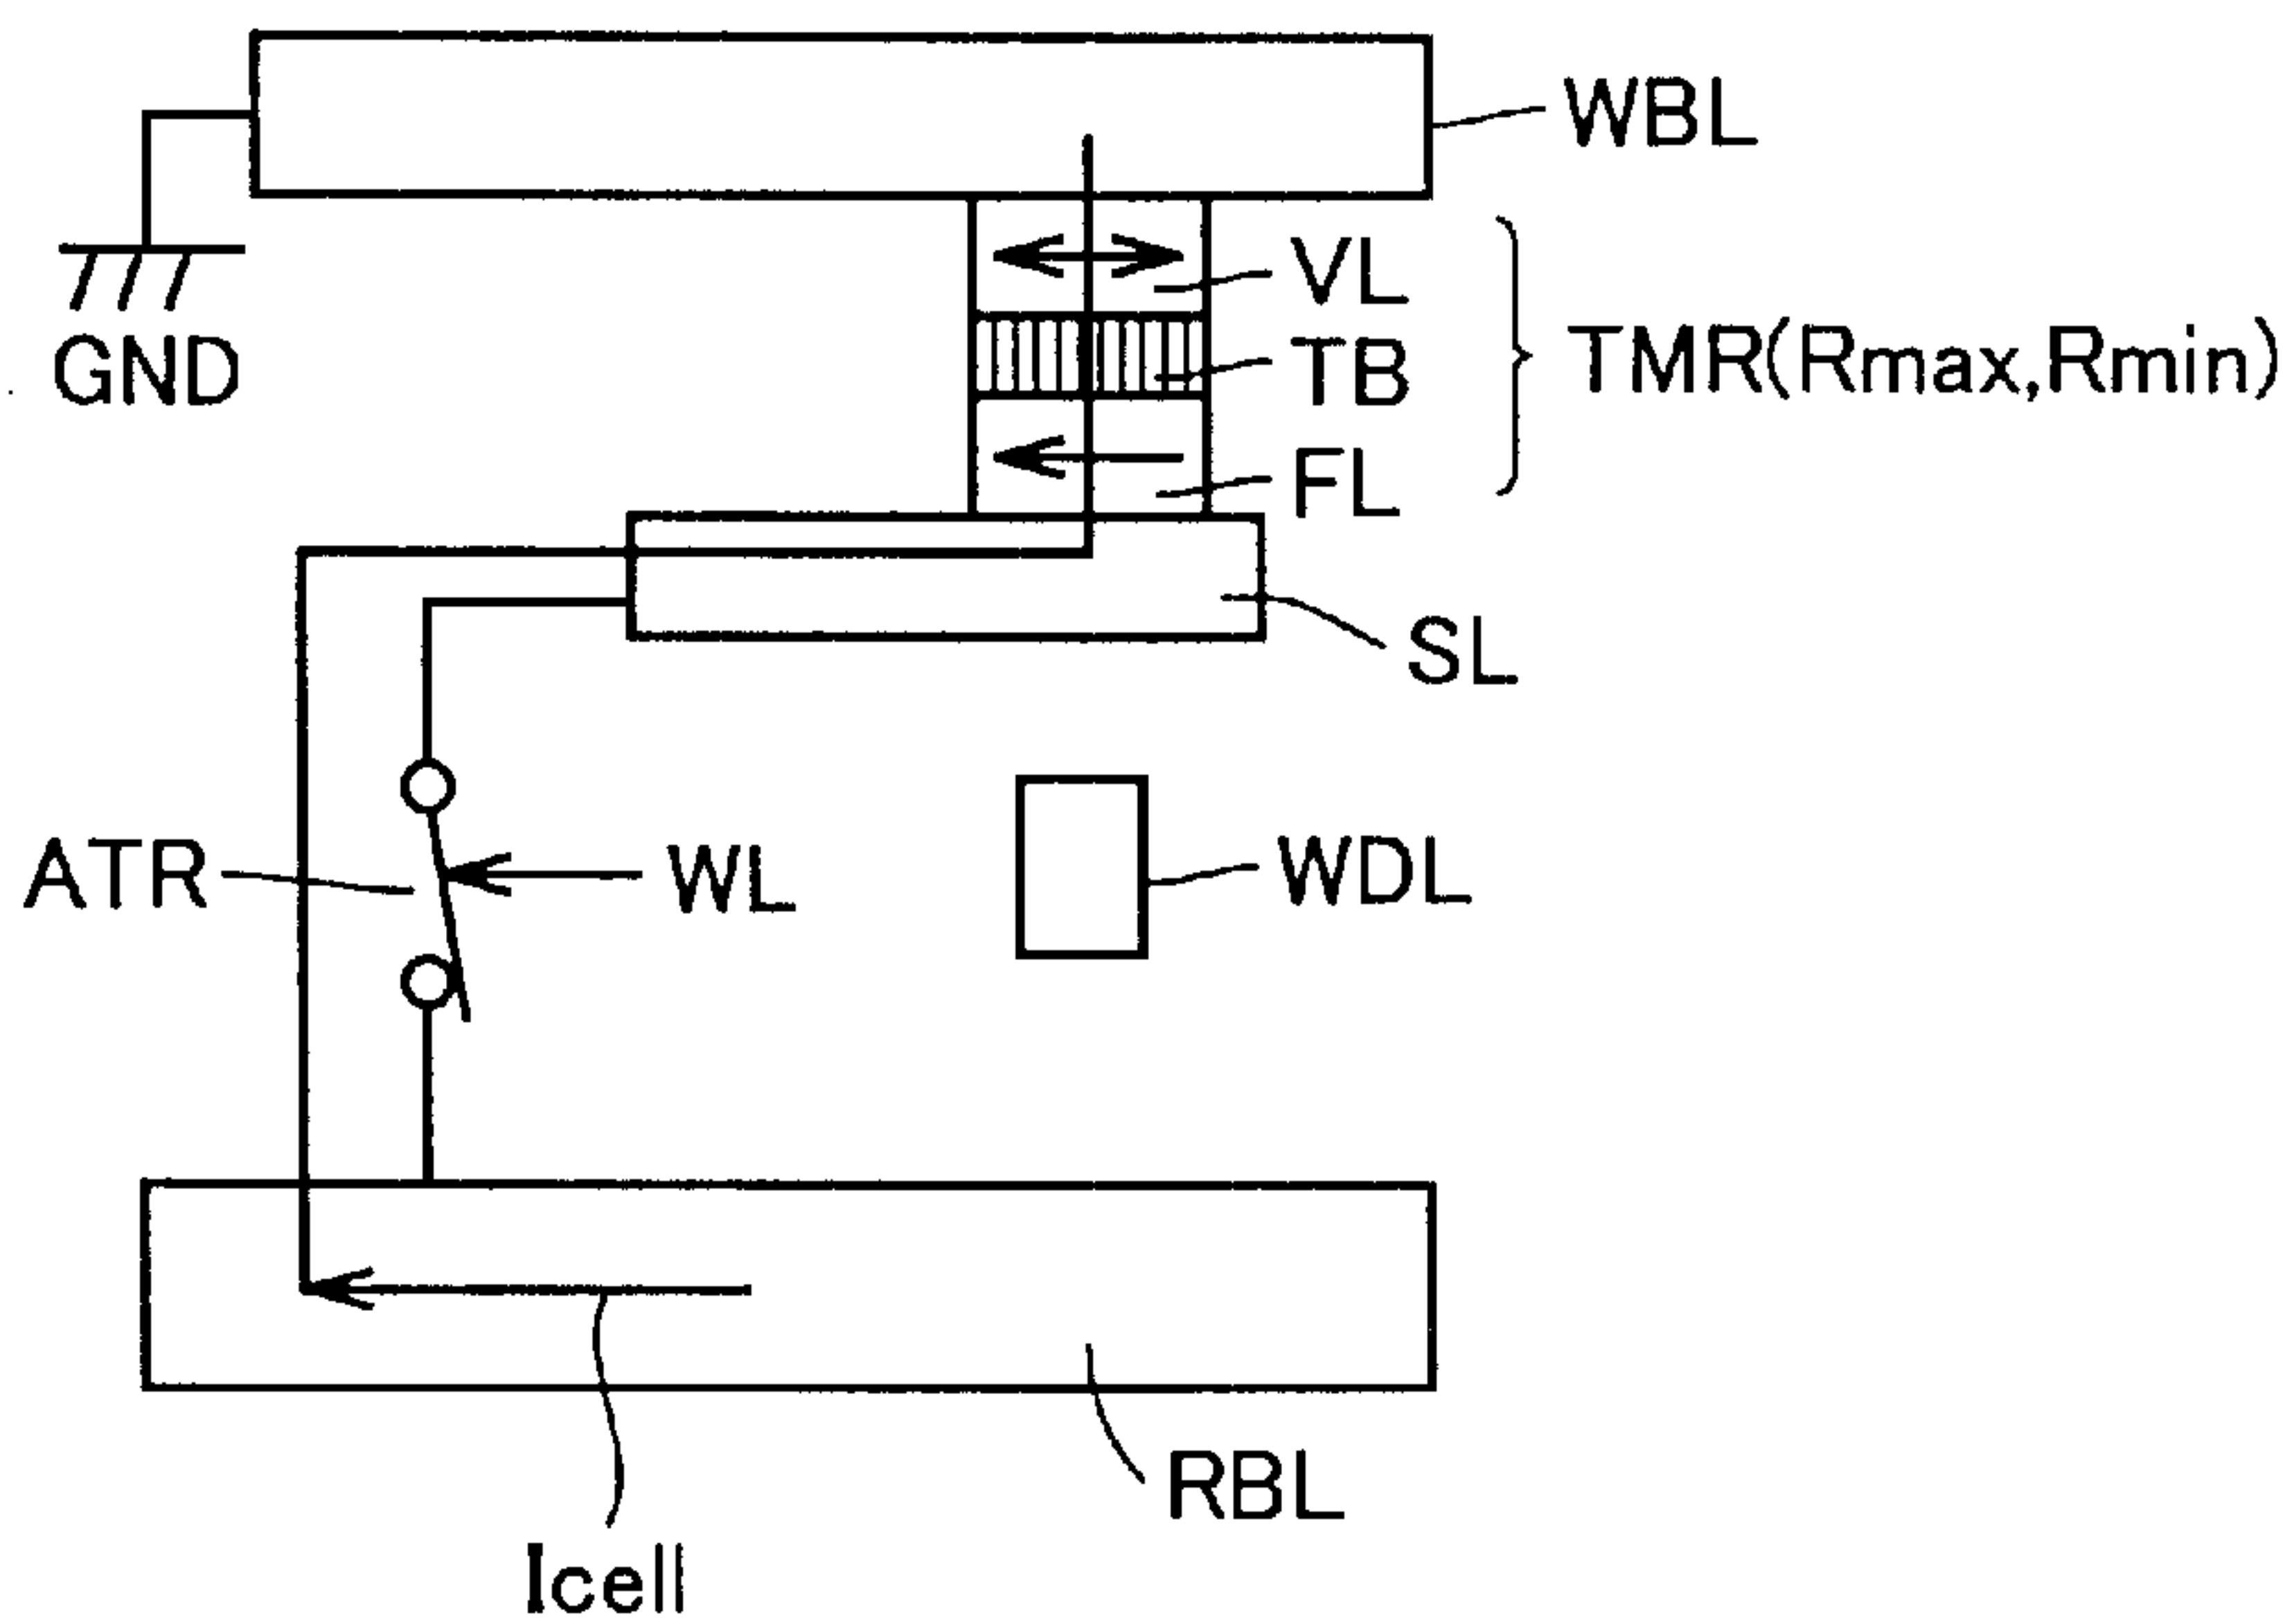 WBL
VL
TB
TMR(Rmax,Rmin)
GND
FL
SL
ATR
WL
WDL
RBL
Icell